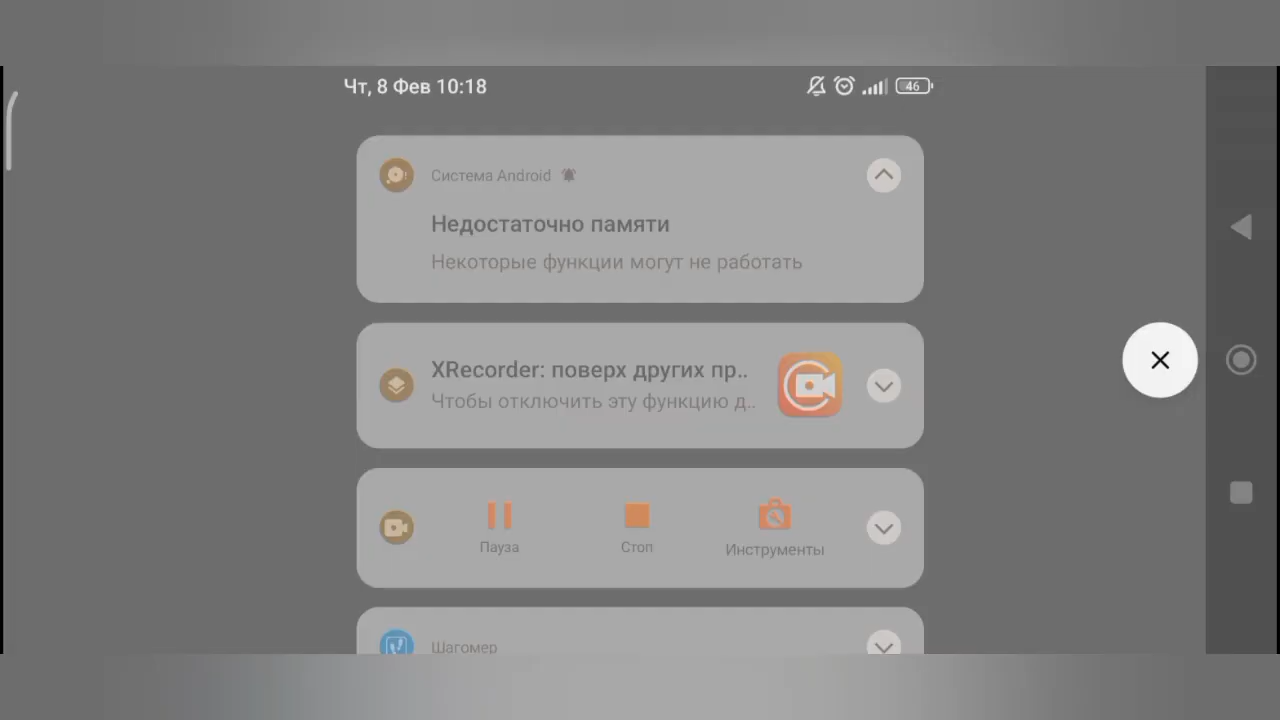 Чт, 8 Фев 10:18
46
Система Android
Недостаточно памяти
Некоторые функции могут не работать
XRecorder: поверх других пр..
Чтобы отключить эту функцию д..
Пауза
Стоп
Инструменты
Шагомер